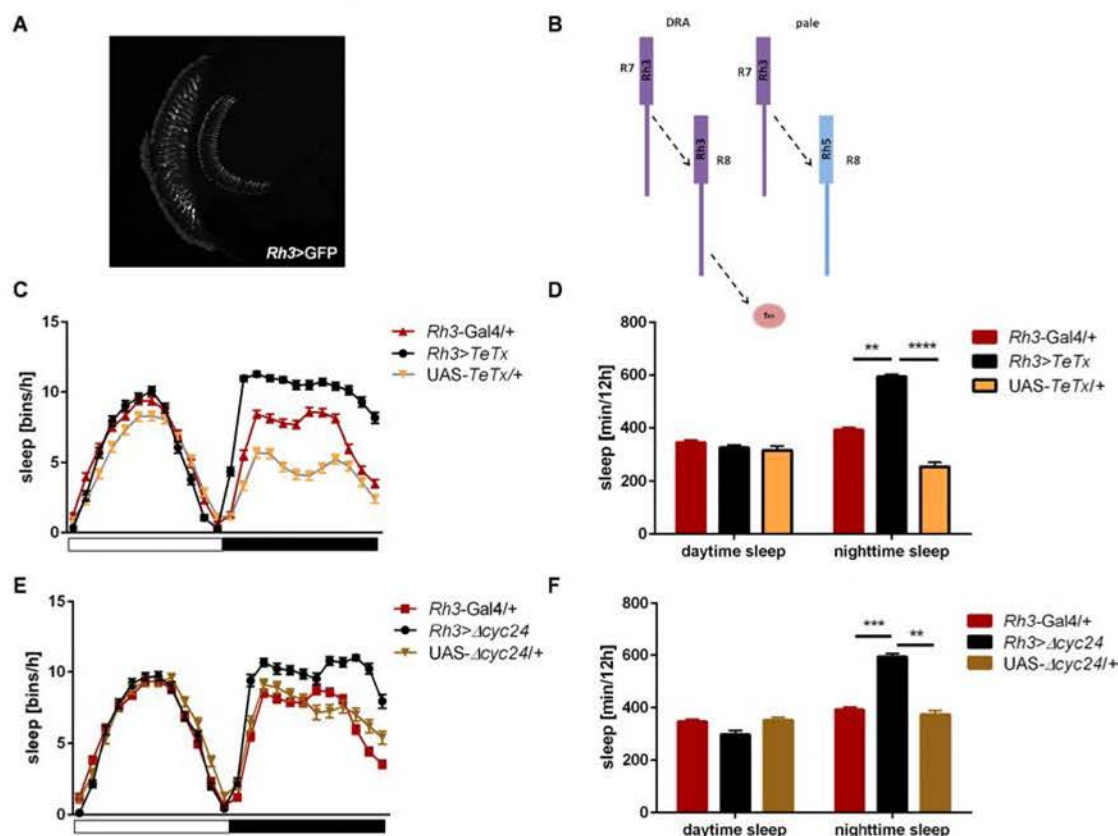 A
Rh3>GFP
B
DRA
pale
R7
Rh3
R7
Rh3
Rh3
R8
Rh5
R8
Tm
C
sleep [bins/h]
15
10
5
0
Rh3-Gal4/+
Rh3>TeTx
UAS-TeTx/+
D
sleep [min/12h]
800
600
400
200
0
** ****
daytime sleep nighttime sleep
Rh3-Gal4/+
Rh3>TeTx
UAS-TeTx/+
E
sleep [bins/h]
15
10
5
0
Rh3-Gal4/+
Rh3>Δcyc24
UAS-Δcyc24/+
F
sleep [min/12h]
800
600
400
200
0
*** **
daytime sleep nighttime sleep
Rh3-Gal4/+
Rh3>Δcyc24
UAS-Δcyc24/+